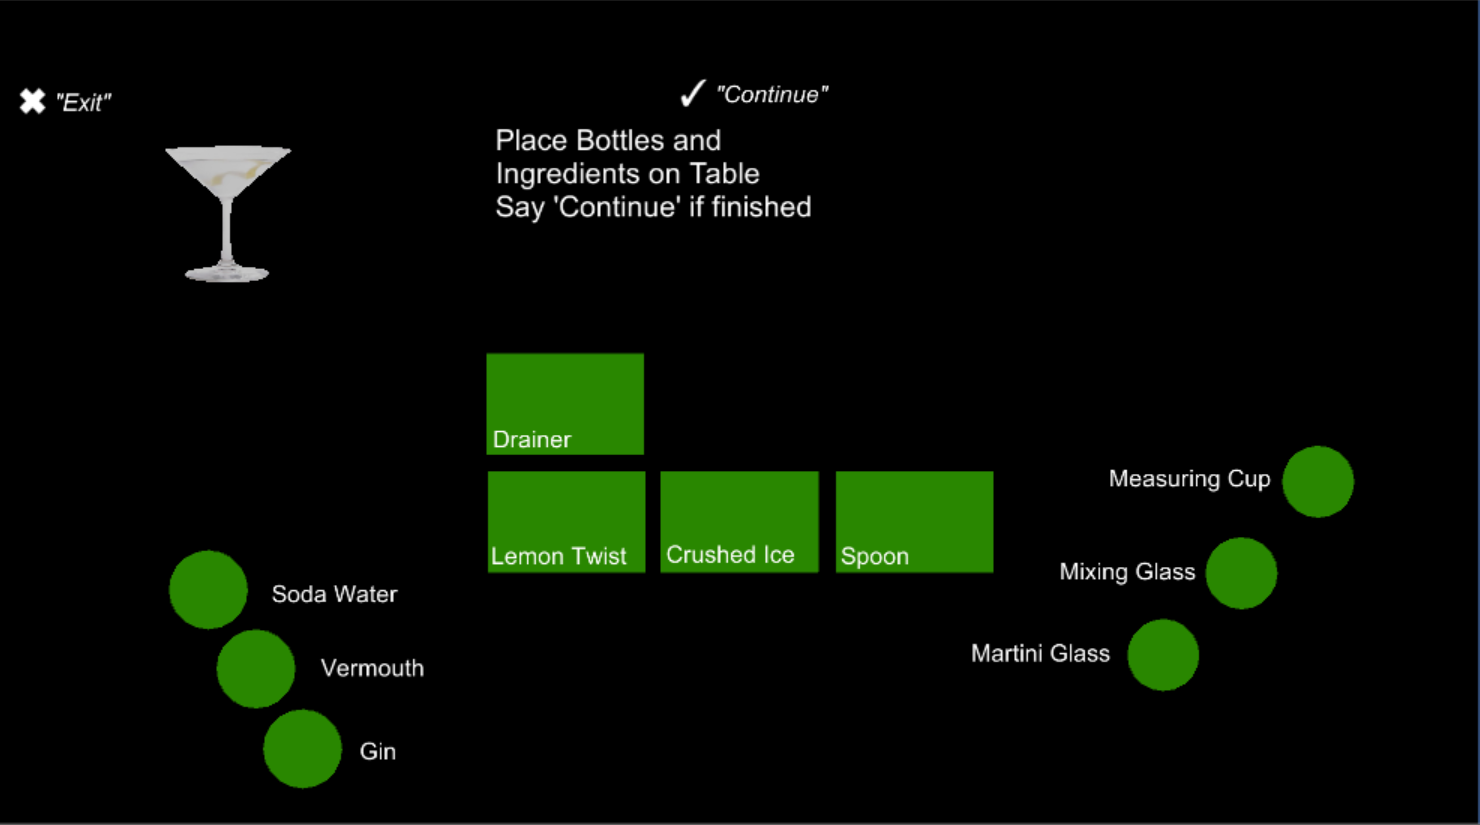 "Exit"
"Continue"
Place Bottles and
Ingredients on Table
Say 'Continue' if finished
Drainer
Lemon Twist
Crushed Ice
Spoon
Measuring Cup
Mixing Glass
Martini Glass
Soda Water
Vermouth
Gin